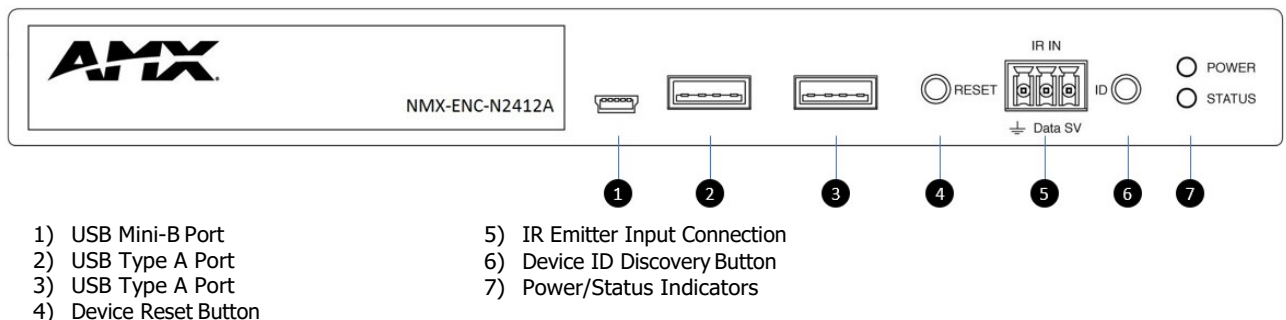 AMX
NMX-ENC-N2412A
RESET
IR IN
Data SV
ID
POWER
STATUS
1 2 3 4 5 6 7
1) USB Mini-B Port
2) USB Type A Port
3) USB Type A Port
4) Device Reset Button
5) IR Emitter Input Connection
6) Device ID Discovery Button
7) Power/Status Indicators